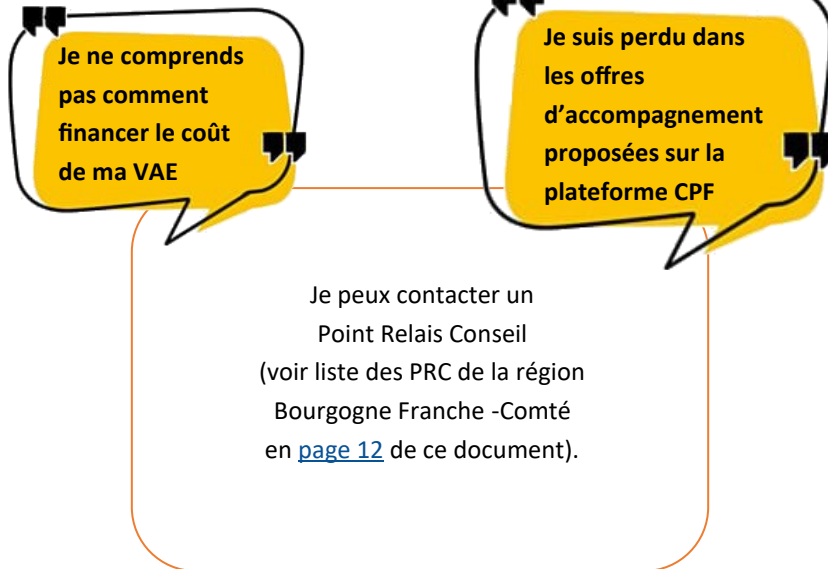 Je ne comprends
pas comment
financer le coût
de ma VAE
Je suis perdu dans
les offres
d’accompagnement
proposées sur la
plateforme CPF
Je peux contacter un
Point Relais Conseil
(voir liste des PRC de la région
Bourgogne Franche -Comté
en page 12 de ce document).